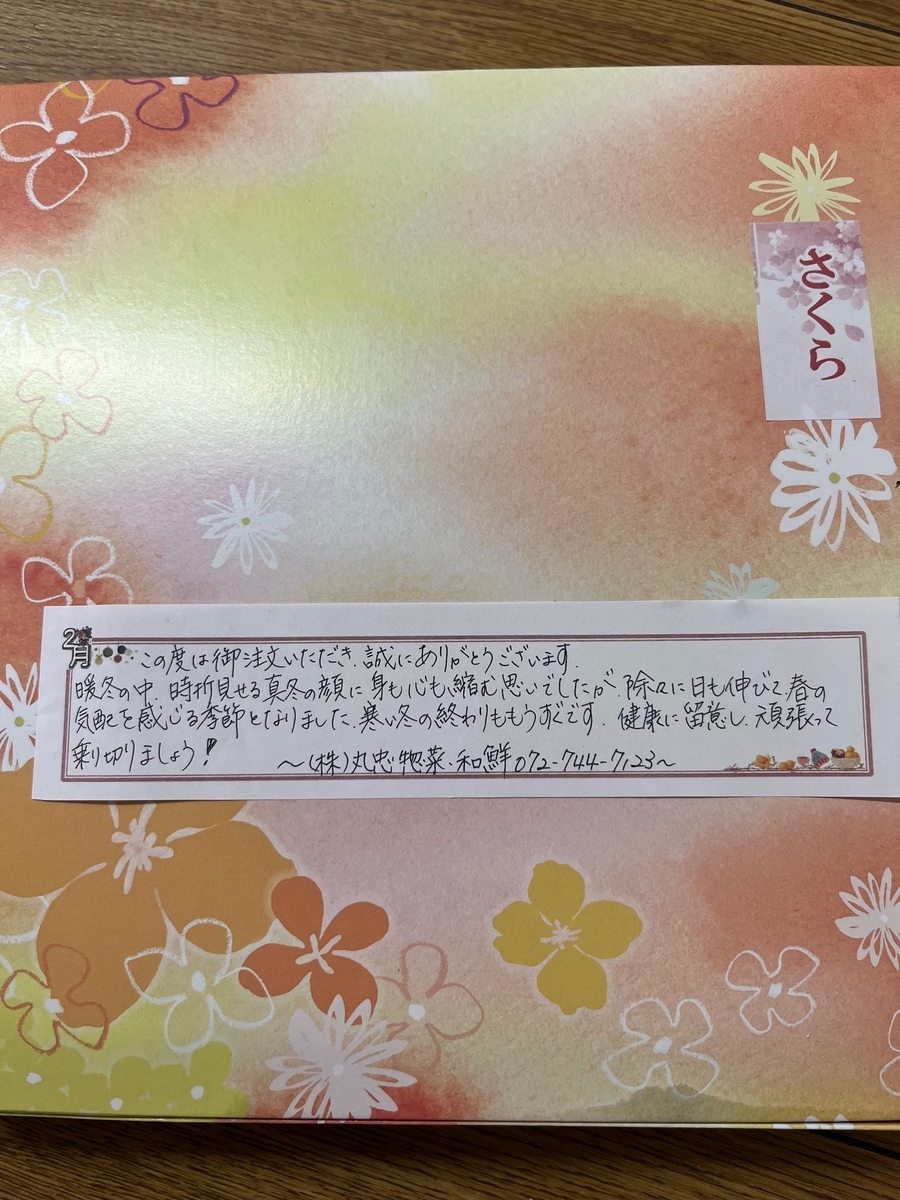 さくら
2月
この度は御注文いただき、誠にありがとうございます。
暖冬の中、時折見せる真冬の顔に身も心も縮む思いでしたが、除々に日も伸びて、春の
気配を感じる季節となりました。寒い冬の終わりももうすぐです。健康に留意し、頑張って
乗り切りましょう!
~(株)丸忠惣菜・和鮮072-744-7123~